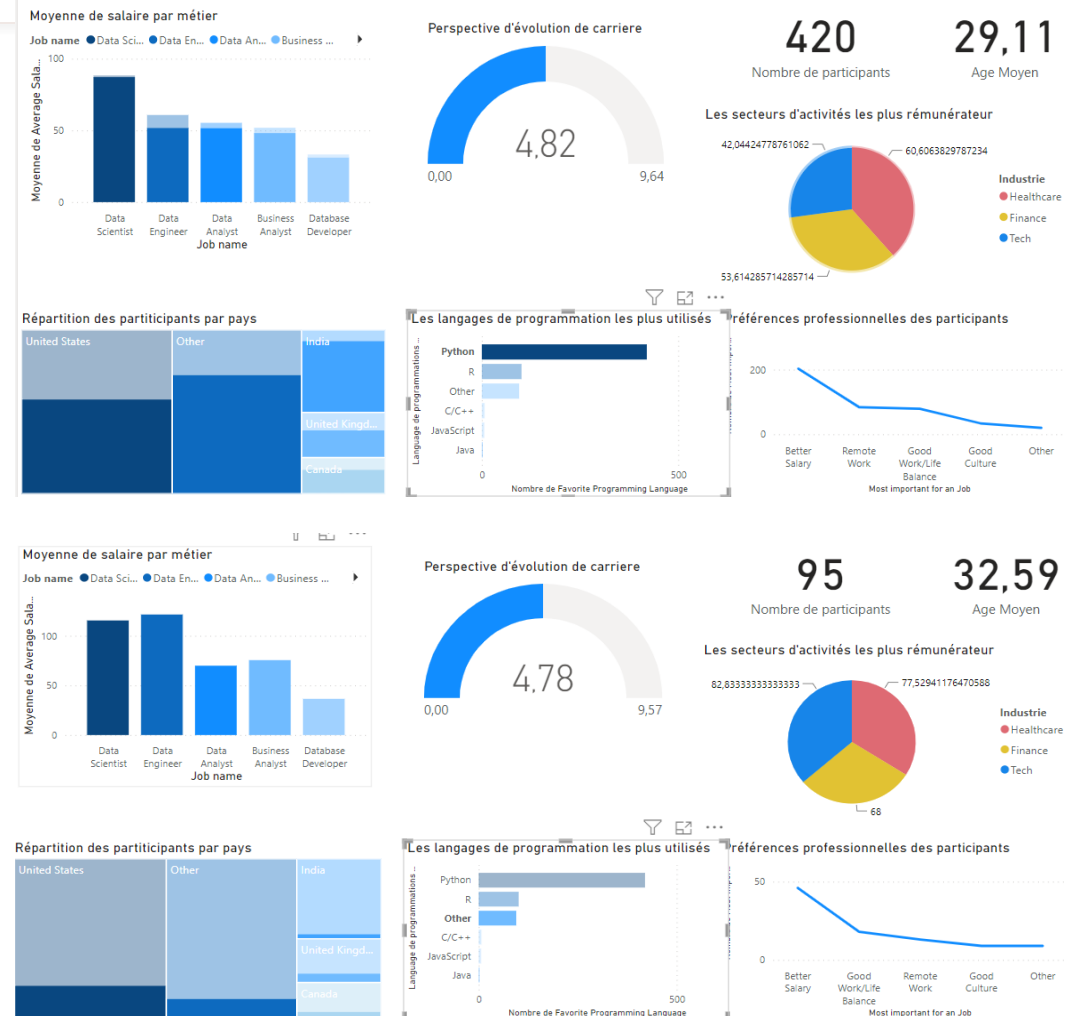 Moyenne de salaire par métier
Job name Data Sci... Data En... Data An... Business ...
Moyenne de Average Sala...
100
50
0
Data Scientist
Data Engineer
Data Analyst
Business Analyst
Database Developer
Job name
Perspective d'évolution de carriere
4,82
0,00
9,64
420
Nombre de participants
29,11
Age Moyen
Les secteurs d'activités les plus rémunérateur
42,04424778761062
60,6063829787234
53,614285714285714
Industrie
Healthcare
Finance
Tech
Répartition des partiticipants par pays
United States
Other
India
United Kingd...
Canada
Les langages de programmation les plus utilisés
Language de programmations ...
Python
R
Other
C/C++
JavaScript
Java
0
500
Nombre de Favorite Programming Language
références professionnelles des participants
200
0
Better Salary
Remote Work
Good Work/Life Balance
Good Culture
Other
Most important for an Job
Moyenne de salaire par métier
Job name Data Sci... Data En... Data An... Business ...
Moyenne de Average Sala...
100
50
0
Data Scientist
Data Engineer
Data Analyst
Business Analyst
Database Developer
Job name
Perspective d'évolution de carriere
4,78
0,00
9,57
95
Nombre de participants
32,59
Age Moyen
Les secteurs d'activités les plus rémunérateur
82,83333333333333
77,52941176470588
68
Industrie
Healthcare
Finance
Tech
Répartition des partiticipants par pays
United States
Other
India
United Kingd...
Canada
Les langages de programmation les plus utilisés
Language de programmations ...
Python
R
Other
C/C++
JavaScript
Java
0
500
Nombre de Favorite Programming Language
références professionnelles des participants
50
0
Better Salary
Good Work/Life Balance
Remote Work
Good Culture
Other
Most important for an Job